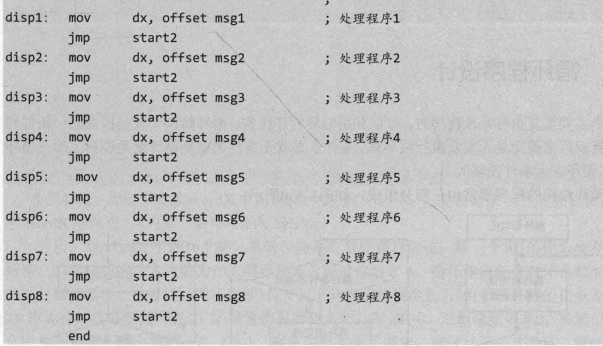 ;
disp1: mov dx, offset msg1 ; 处理程序1
jmp start2
disp2: mov dx, offset msg2 ; 处理程序2
jmp start2
disp3: mov dx, offset msg3 ; 处理程序3
jmp start2
disp4: mov dx, offset msg4 ; 处理程序4
jmp start2
disp5: mov dx, offset msg5 ; 处理程序5
jmp start2
disp6: mov dx, offset msg6 ; 处理程序6
jmp start2
disp7: mov dx, offset msg7 ; 处理程序7
jmp start2
disp8: mov dx, offset msg8 ; 处理程序8
jmp start2
end